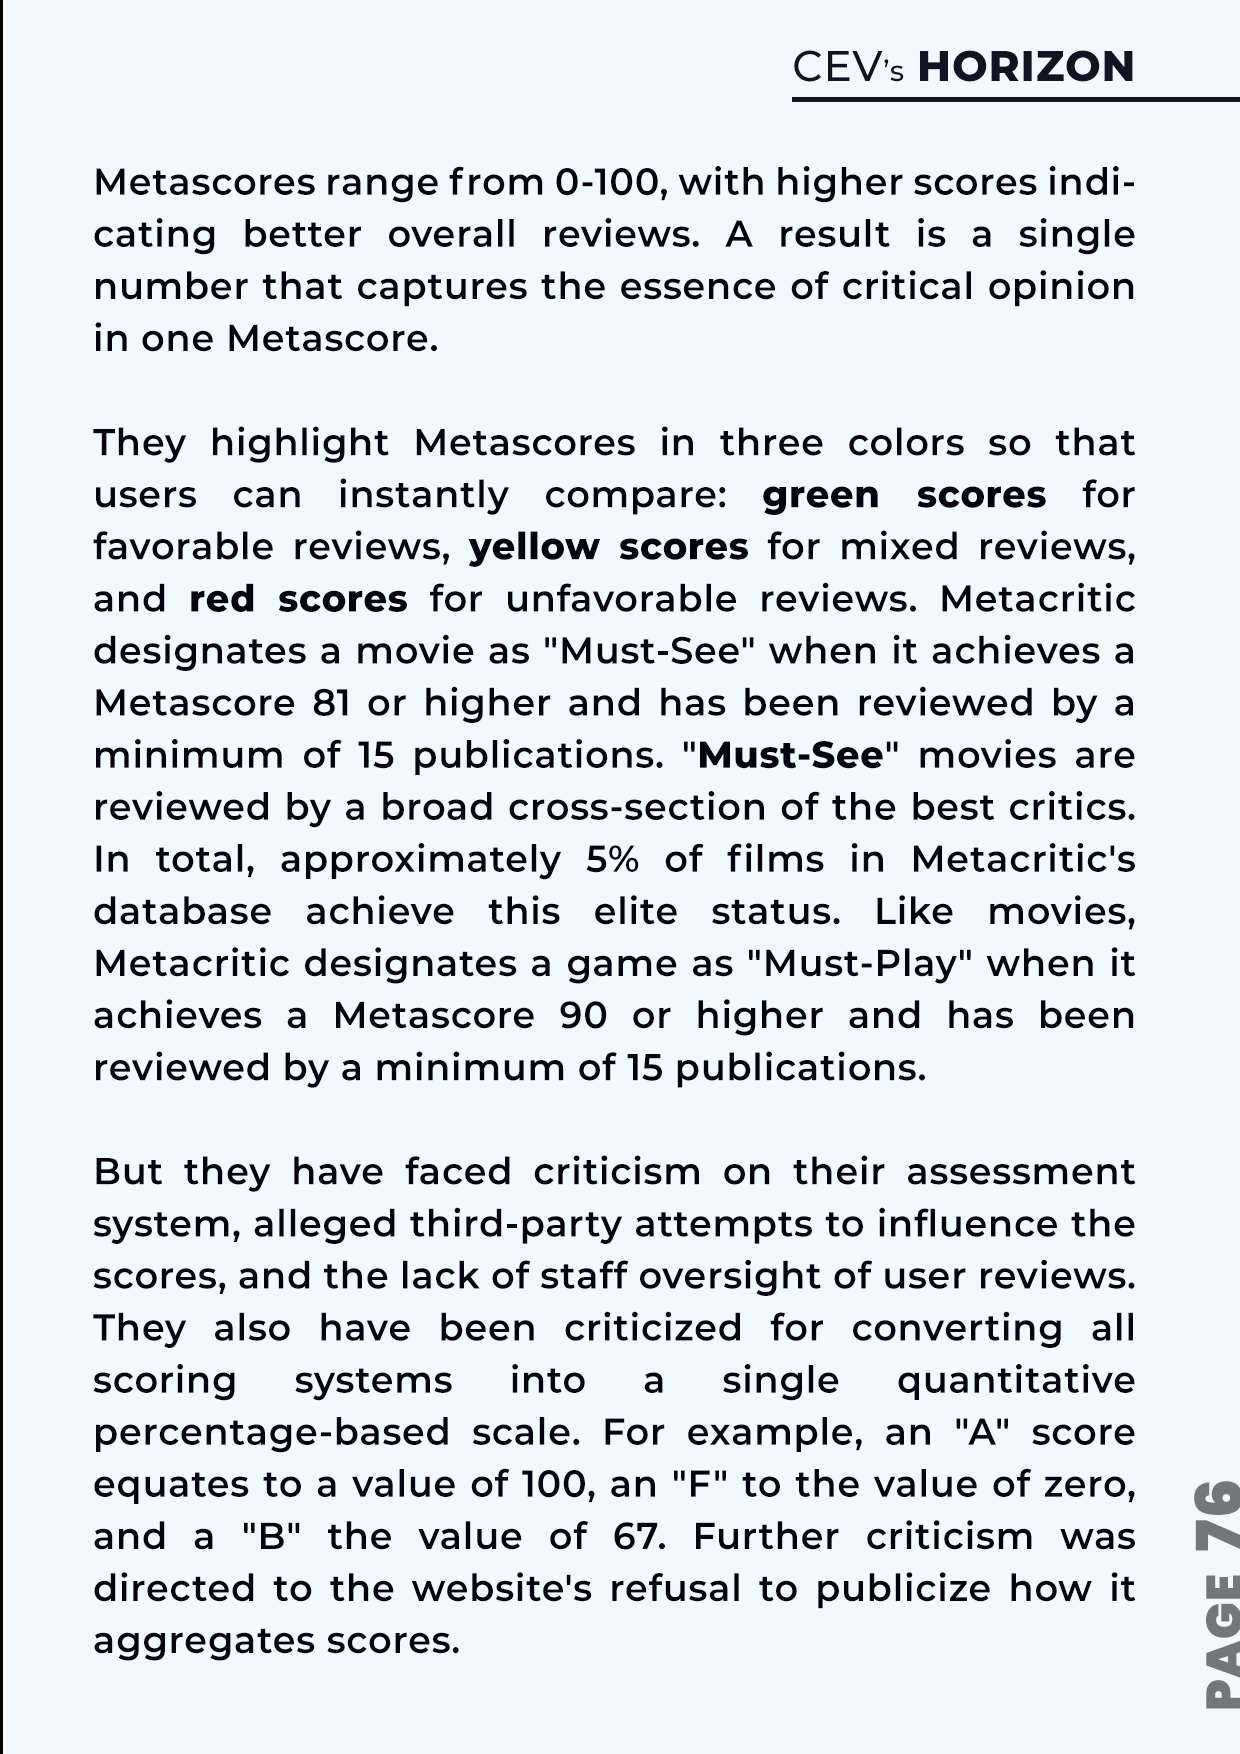 CEV's HORIZON
Metascores range from 0-100, with higher scores indi-
cating better overall reviews. A result is a single
number that captures the essence of critical opinion
in one Metascore.
They highlight Metascores in three colors so that
users can instantly compare: green scores for
favorable reviews, yellow scores for mixed reviews,
and red scores for unfavorable reviews. Metacritic
designates a movie as "Must-See" when it achieves a
Metascore 81 or higher and has been reviewed by a
minimum of 15 publications. "Must-See" movies are
reviewed by a broad cross-section of the best critics.
In total, approximately 5% of films in Metacritic's
database achieve this elite status. Like movies,
Metacritic designates a game as "Must-Play" when it
achieves a Metascore 90 or higher and has been
reviewed by a minimum of 15 publications.
But they have faced criticism on their assessment
system, alleged third-party attempts to influence the
scores, and the lack of staff oversight of user reviews.
They also have been criticized for converting all
scoring systems into a single quantitative
percentage-based scale. For example, an "A" score
equates to a value of 100, an "F" to the value of zero,
and a "B" the value of 67. Further criticism was
directed to the website's refusal to publicize how it
aggregates scores.
PAGE 76